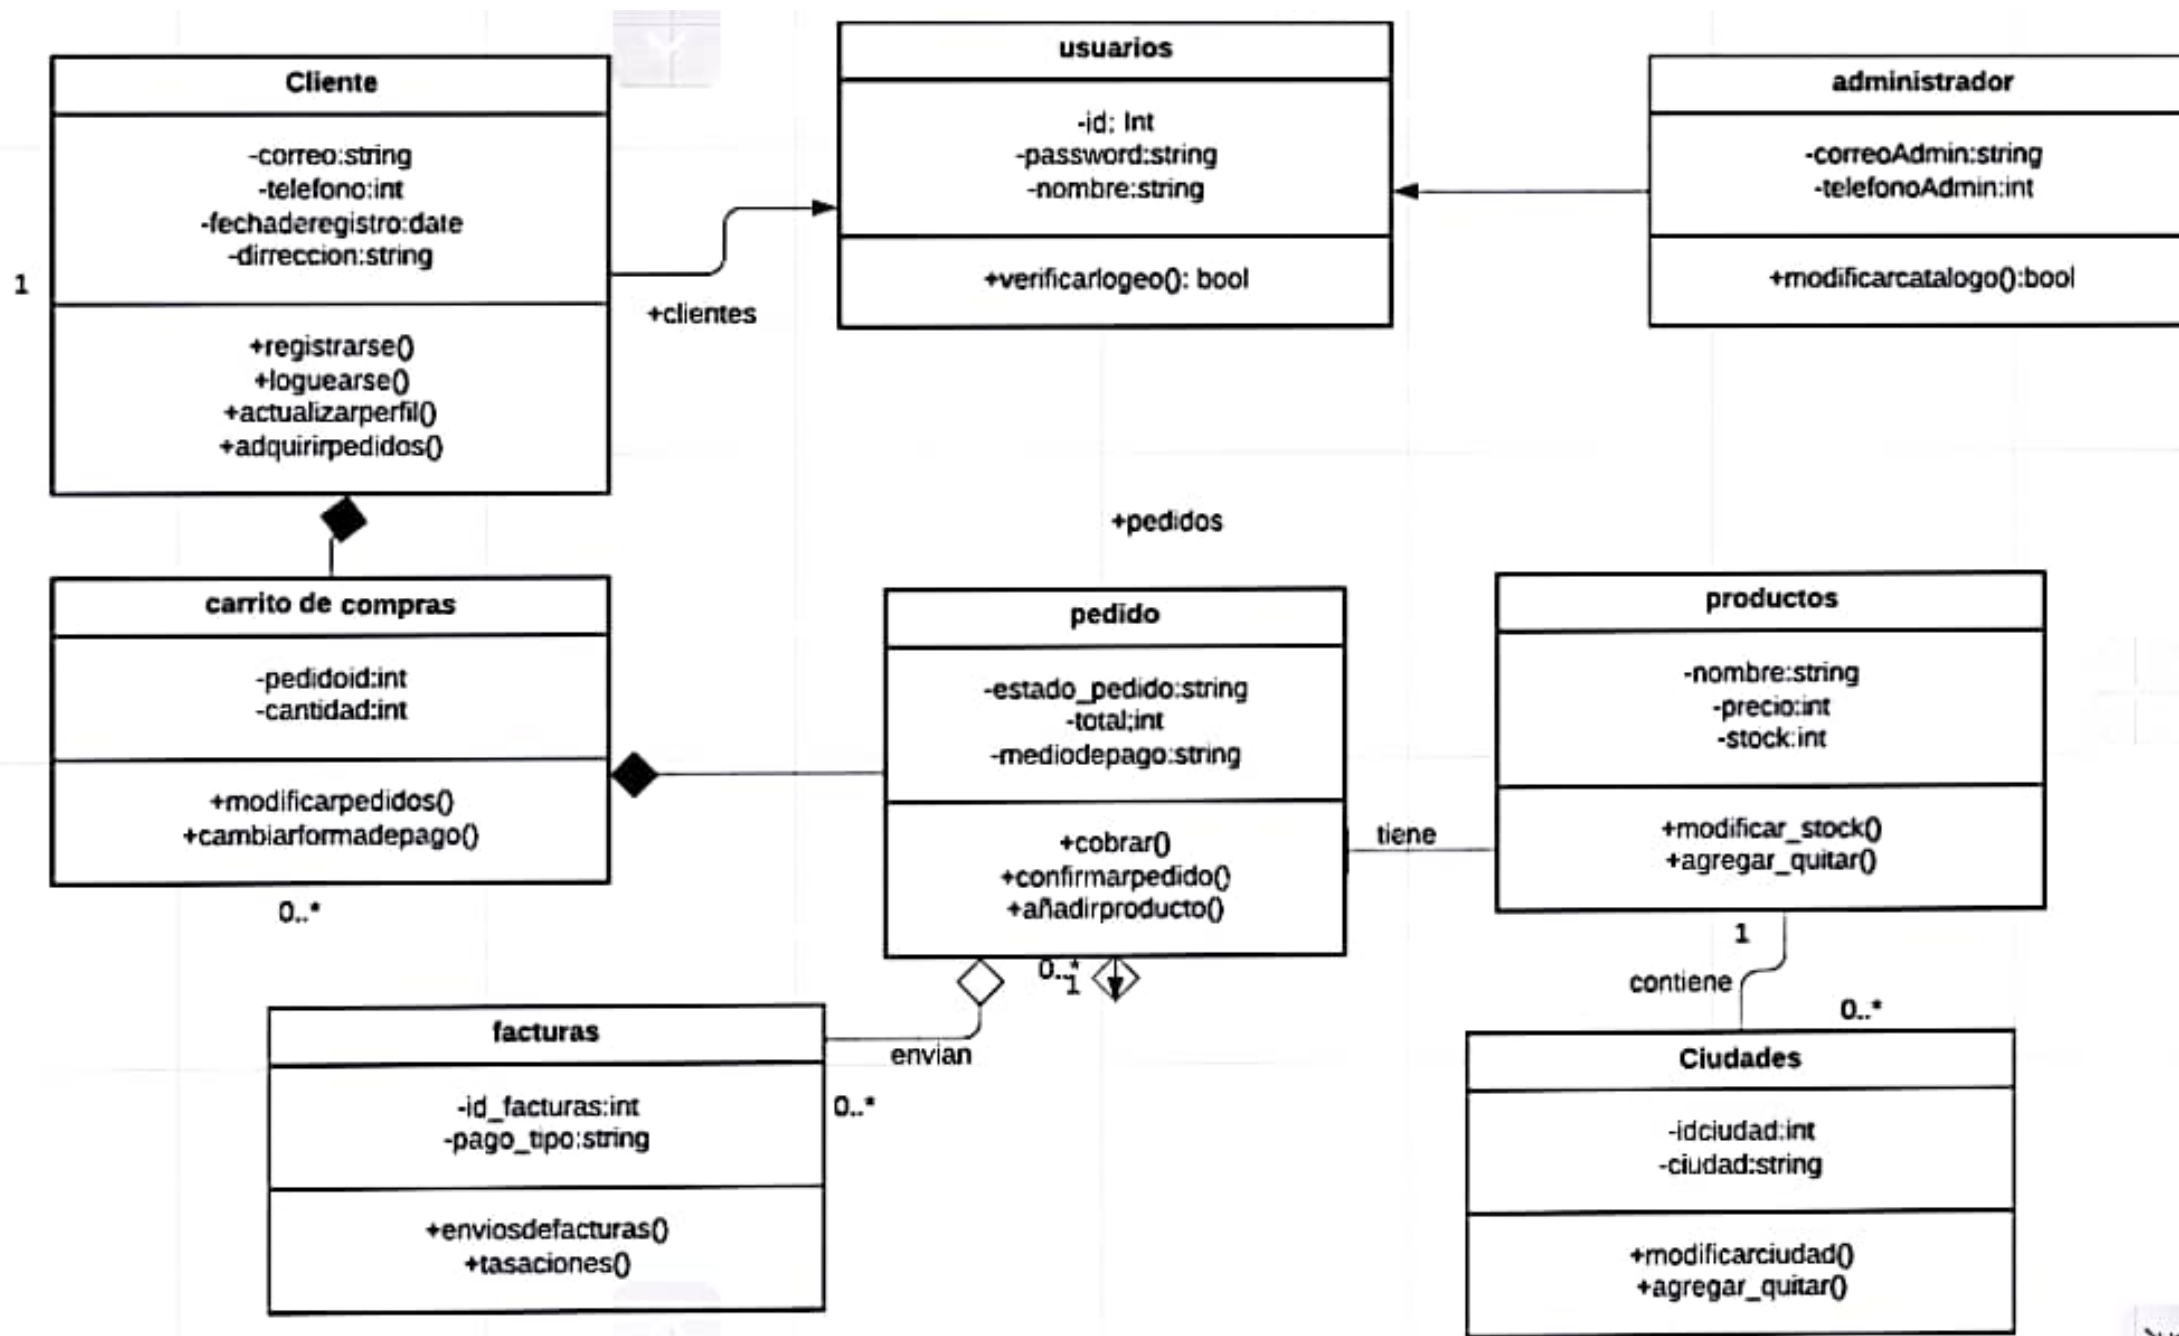 Cliente
-correo:string
-telefono:int
-fechaderegistro:date
-dirreccion:string
1
+registrarse()
+loguearse()
+actualizarperfil()
+adquirirpedidos()
+clientes
usuarios
-id: Int
-password:string
-nombre:string
+verificarlogeo(): bool
administrador
-correoAdmin:string
-telefonoAdmin:int
+modificarcatalogo():bool
carrito de compras
-pedidoid:int
-cantidad:int
+modificarpedidos()
+cambiarformadepago()
0..*
+pedidos
pedido
-estado_pedido:string
-total;int
-mediodepago:string
+cobrar()
+confirmarpedido()
+añadirproducto()
0..*
1
tiene
productos
-nombre:string
-precio:int
-stock:int
+modificar_stock()
+agregar_quitar()
1
contiene
0..*
facturas
-id_facturas:int
-pago_tipo:string
+enviosdefacturas()
+tasaciones()
envian
0..*
Ciudades
-idciudad:int
-ciudad:string
+modificarciudad()
+agregar_quitar()